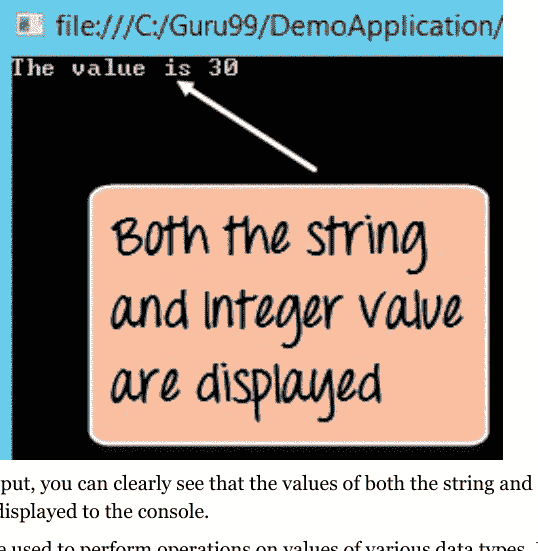 file:///C:/Guru99/DemoApplication/
The value is 30
Both the string
and Integer value
are displayed
put, you can clearly see that the values of both the string and
displayed to the console.
e used to perform operations on values of various data types.